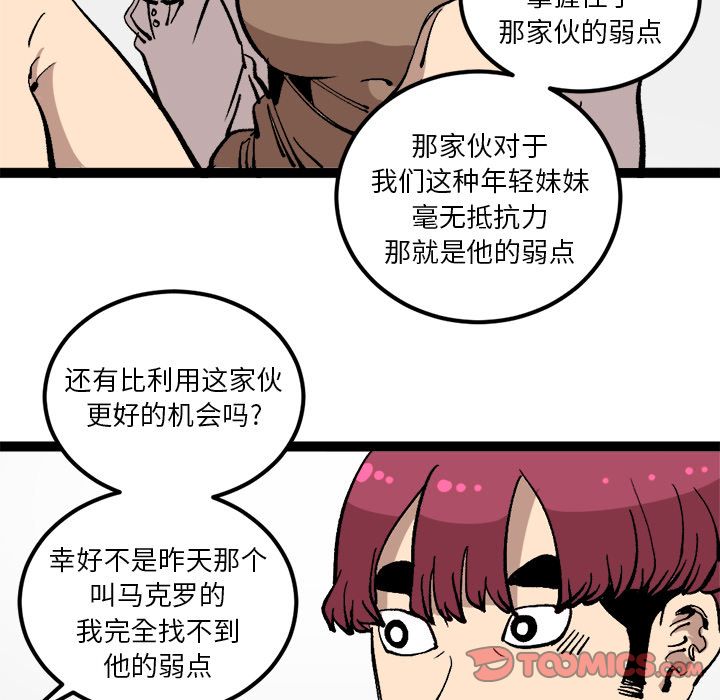 那家伙的弱点
那家伙对于
我们这种年轻妹妹
毫无抵抗力
那就是他的弱点
还有比利用这家伙
更好的机会吗?
幸好不是昨天那个
叫马克罗的
我完全找不到
他的弱点
TOOMICS.COM